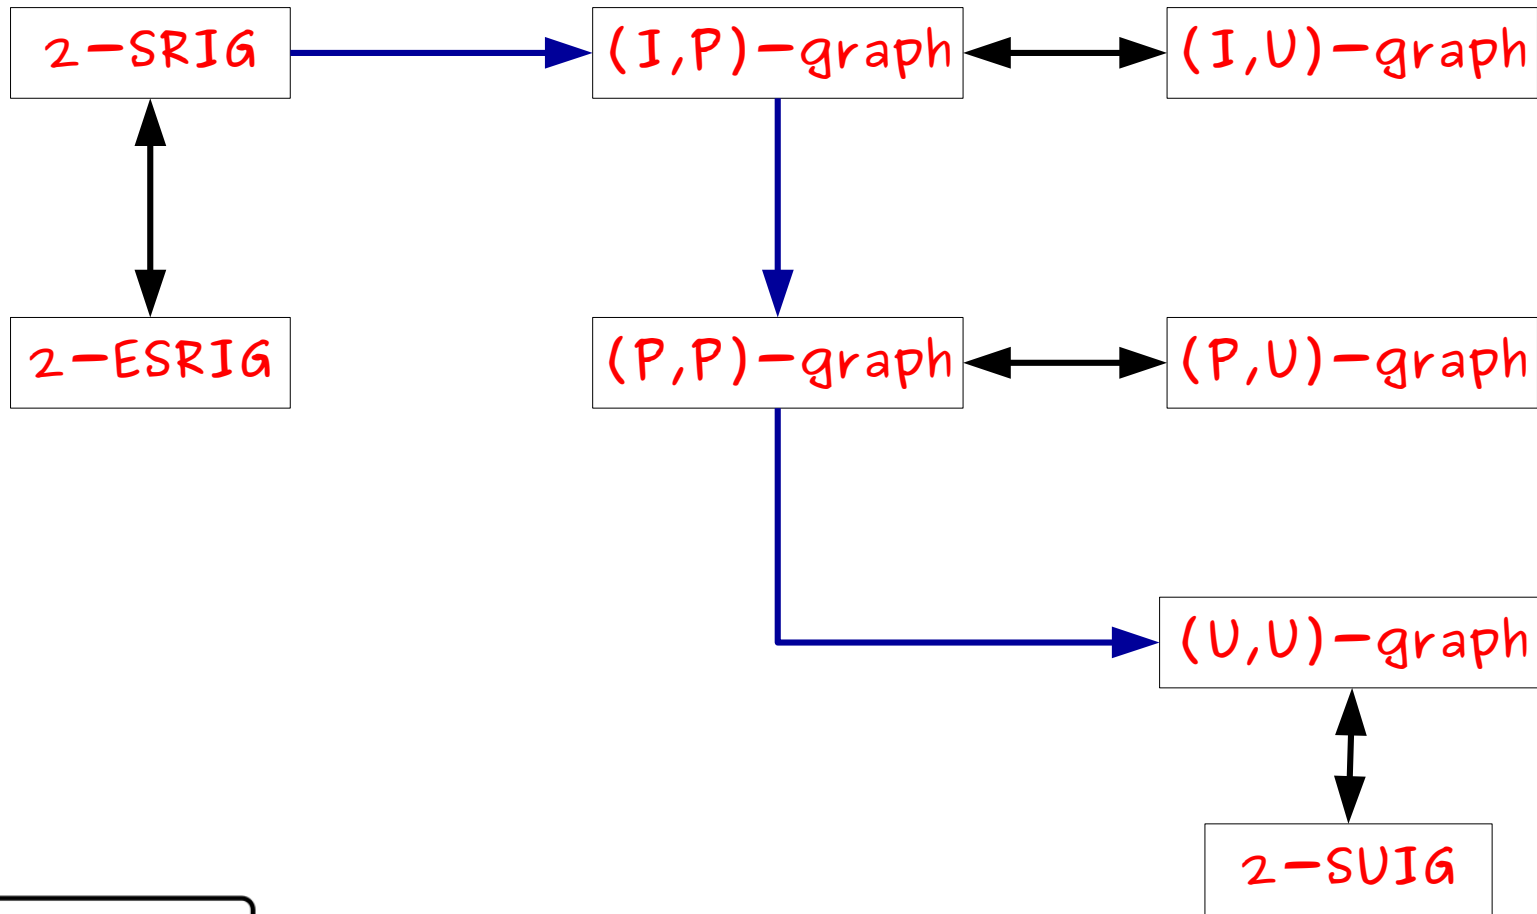 2-SRIG
(I,P)-graph
(I,U)-graph
2-ESRIG
(P,P)-graph
(P,U)-graph
(U,U)-graph
2-SUIG